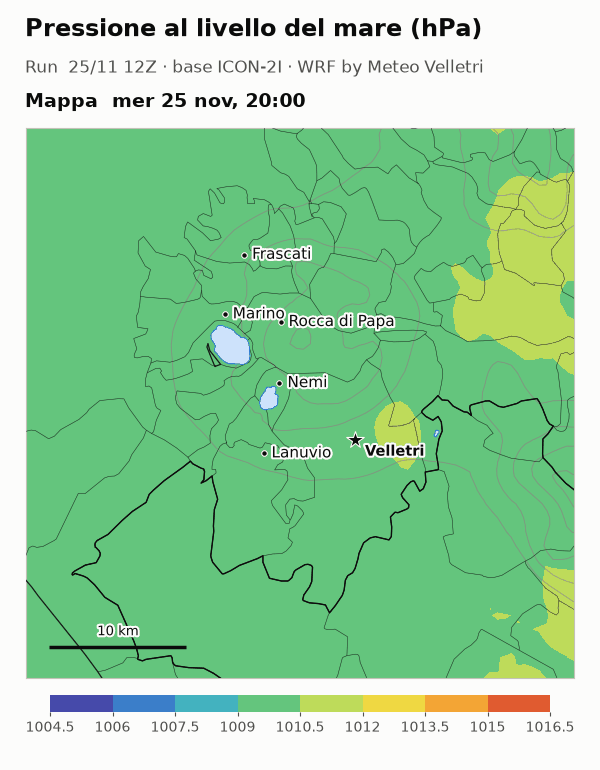 Pressione al livello del mare (hPa)
Run  25/11 12Z · base ICON-2I · WRF by Meteo Velletri
Mappa  mer 25 nov, 20:00
Frascati
Marino
Rocca di Papa
Nemi
Velletri
Lanuvio
10 km
1004.5 1006 1007.5 1009 1010.5 1012 1013.5 1015 1016.5